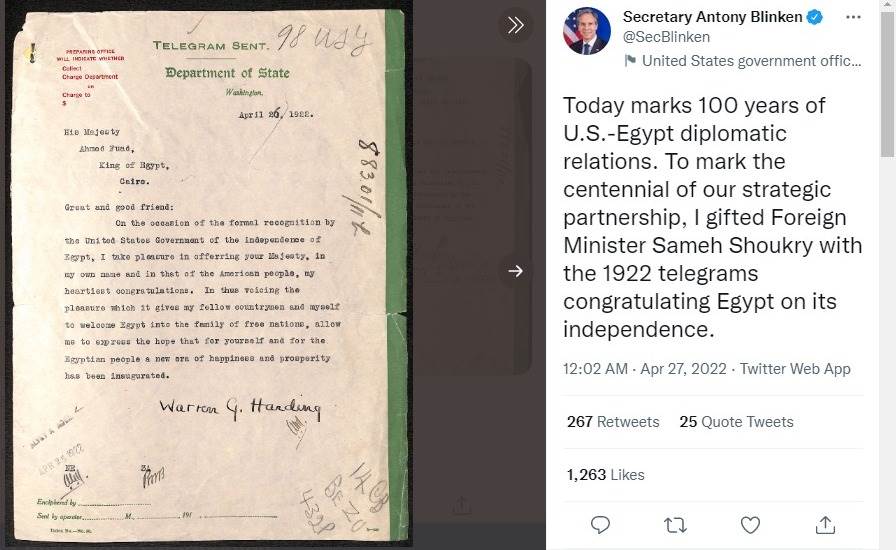 TELEGRAM SENT.
98 USG
PREPARING OFFICE
WILL INDICATE WHETHER
Collect
Charge Department
OR
Charge to
$
Department of State
Washington,
April 26, 1922.
His Majesty
Ahmed Fuad,
King of Egypt,
Cairo.
883.01/
Great and good friend:
On the occasion of the formal recognition by
the United States Government of the independence of
Egypt, I take pleasure in offering your Majesty, in
my own name and in that of the American people, my
heartiest congratulations. In thus voicing the
pleasure which it gives my fellow countrymen and myself
to welcome Egypt into the family of free nations, allow
me to express the hope that for yourself and for the
Egyptian people a new era of happiness and prosperity
has been inaugurated.
Warren G. Harding
NE
Enciphered by
Sent by operator M., 191
Secretary Antony Blinken
@SecBlinken
United States government offic...
Today marks 100 years of
U.S.-Egypt diplomatic
relations. To mark the
centennial of our strategic
partnership, I gifted Foreign
Minister Sameh Shoukry with
the 1922 telegrams
congratulating Egypt on its
independence.
12:02 AM · Apr 27, 2022 · Twitter Web App
267 Retweets 25 Quote Tweets
1,263 Likes